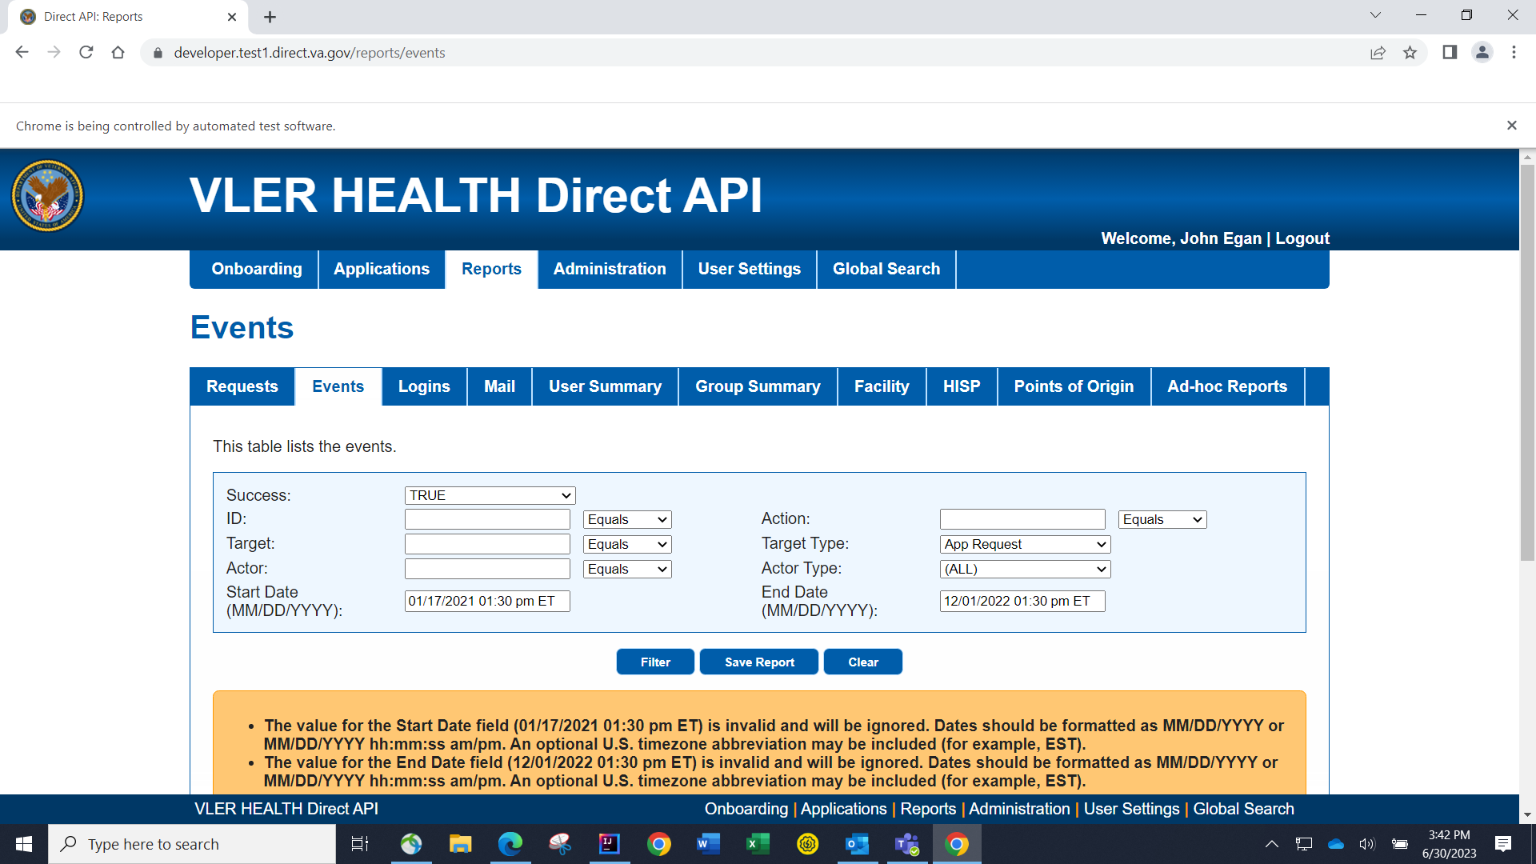 Direct API: Reports
developer.test1.direct.va.gov/reports/events
Chrome is being controlled by automated test software.
VLER HEALTH Direct API
Welcome, John Egan | Logout
Onboarding Applications Reports Administration User Settings Global Search
Events
Requests Events Logins Mail User Summary Group Summary Facility HISP Points of Origin Ad-hoc Reports
This table lists the events.
Success: TRUE
ID: Equals Action: Equals
Target: Equals Target Type: App Request
Actor: Equals Actor Type: (ALL)
Start Date (MM/DD/YYYY): 01/17/2021 01:30 pm ET End Date (MM/DD/YYYY): 12/01/2022 01:30 pm ET
Filter Save Report Clear
• The value for the Start Date field (01/17/2021 01:30 pm ET) is invalid and will be ignored. Dates should be formatted as MM/DD/YYYY or
MM/DD/YYYY hh:mm:ss am/pm. An optional U.S. timezone abbreviation may be included (for example, EST).
• The value for the End Date field (12/01/2022 01:30 pm ET) is invalid and will be ignored. Dates should be formatted as MM/DD/YYYY or
MM/DD/YYYY hh:mm:ss am/pm. An optional U.S. timezone abbreviation may be included (for example, EST).
VLER HEALTH Direct API Onboarding | Applications | Reports | Administration | User Settings | Global Search
Type here to search
3:42 PM
6/30/2023